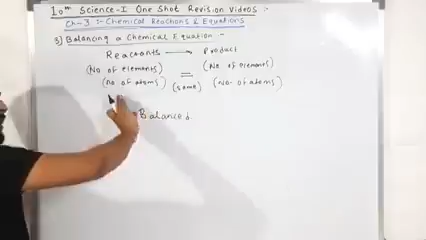 10th Science-I One Shot Revision Videos :-
Ch-3 :- Chemical Reactions & Equations
3) Balancing a Chemical Equation :-
Reactants → Product
(No of elements) = (No. of elements)
(no of atoms) (same) (No. of atoms)
Balanced.